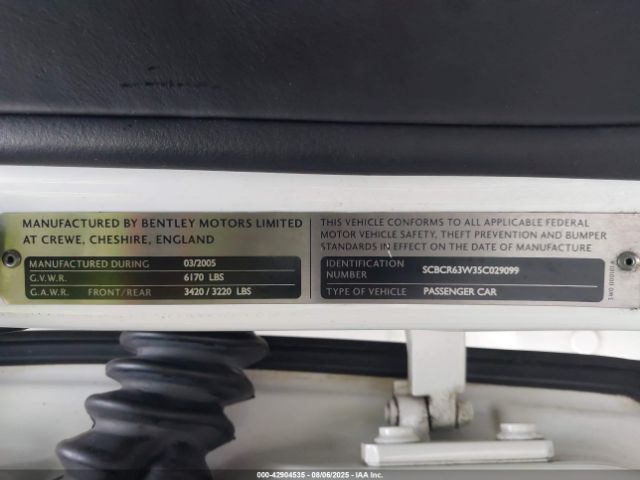 MANUFACTURED BY BENTLEY MOTORS LIMITED
AT CREWE, CHESHIRE, ENGLAND
MANUFACTURED DURING 03/2005
G.V.W.R. 6170 LBS
G.A.W.R. FRONT/REAR 3420 / 3220 LBS
THIS VEHICLE CONFORMS TO ALL APPLICABLE FEDERAL
MOTOR VEHICLE SAFETY, THEFT PREVENTION AND BUMPER
STANDARDS IN EFFECT ON THE DATE OF MANUFACTURE
IDENTIFICATION
NUMBER SCBCR63W35C029099
TYPE OF VEHICLE PASSENGER CAR
000-42904535 - 08/06/2025 - IAA Inc.